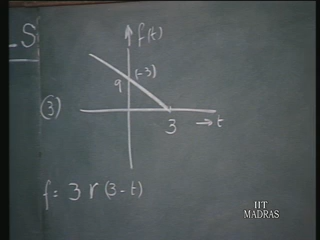 S
f(t)
9 (-3)
(3)
3 → t
f = 3 r (3 - t)
IIT
MADRAS